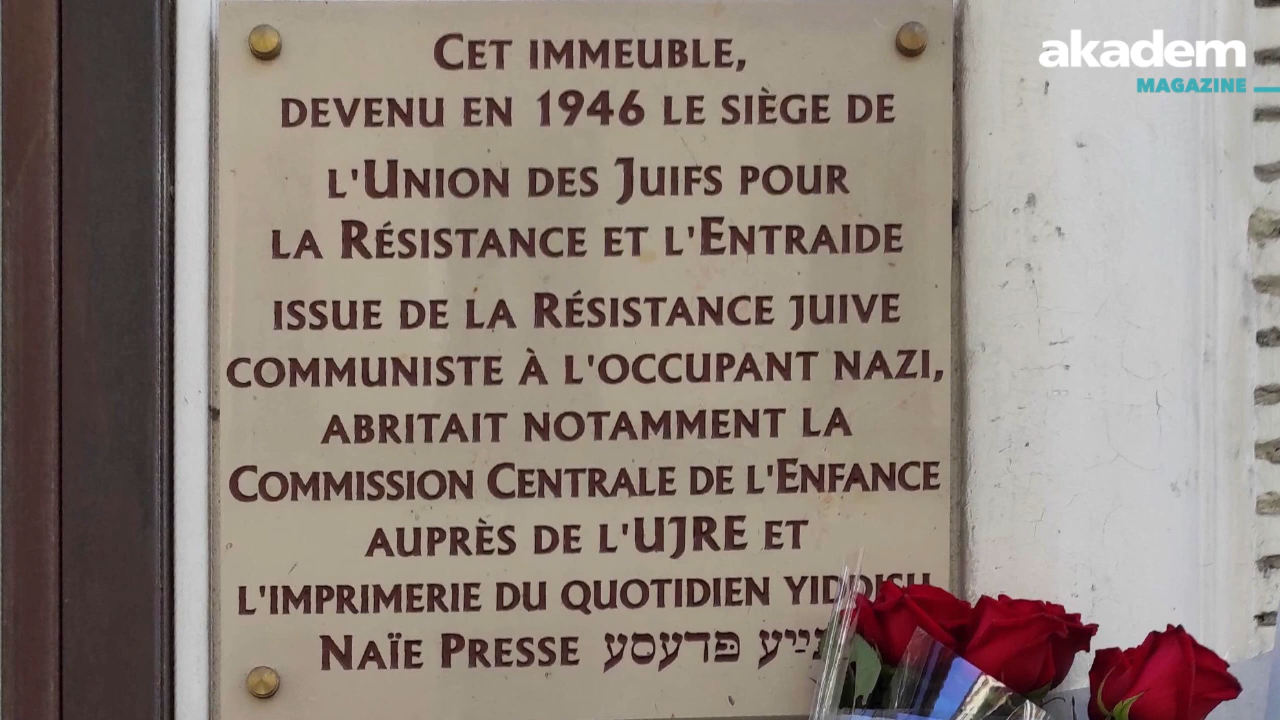 akadem
MAGAZINE
CET IMMEUBLE,
DEVENU EN 1946 LE SIÈGE DE
L'UNION DES JUIFS POUR
LA RÉSISTANCE ET L'ENTRAIDE
ISSUE DE LA RÉSISTANCE JUIVE
COMMUNISTE À L'OCCUPANT NAZI,
ABRITAIT NOTAMMENT LA
COMMISSION CENTRALE DE L'ENFANCE
AUPRÈS DE L'UJRE ET
L'IMPRIMERIE DU QUOTIDIEN YIDDISH
NAÏE PRESSE נײַע פּרעסע